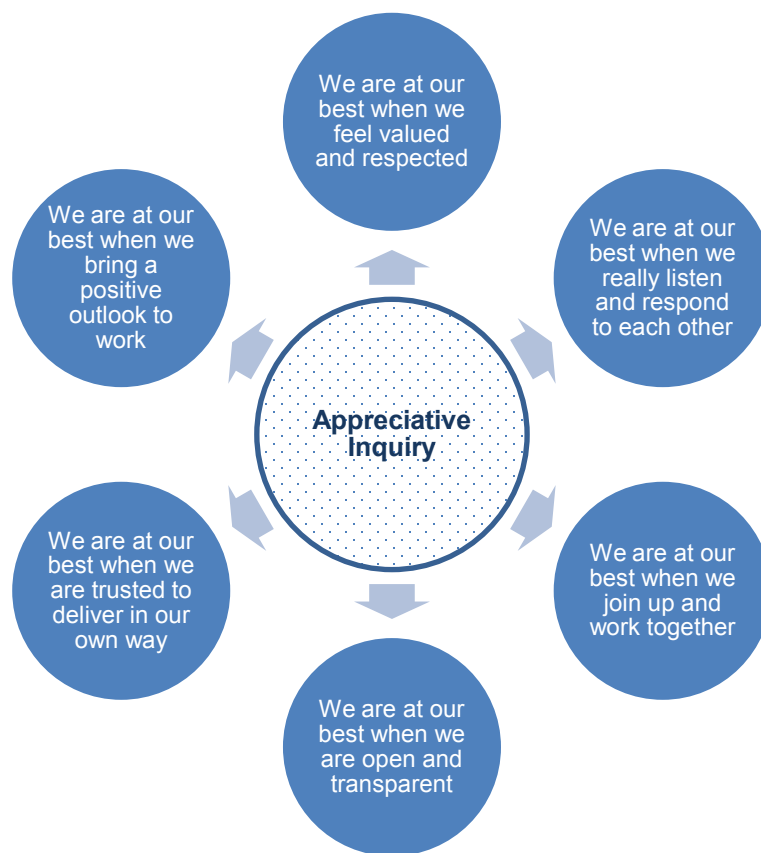 We are at our
best when we
feel valued
and respected
We are at our
best when we
really listen
and respond
to each other
We are at our
best when we
join up and
work together
We are at our
best when we
are open and
transparent
We are at our
best when we
are trusted to
deliver in our
own way
We are at our
best when we
bring a
positive
outlook to
work
Appreciative
Inquiry